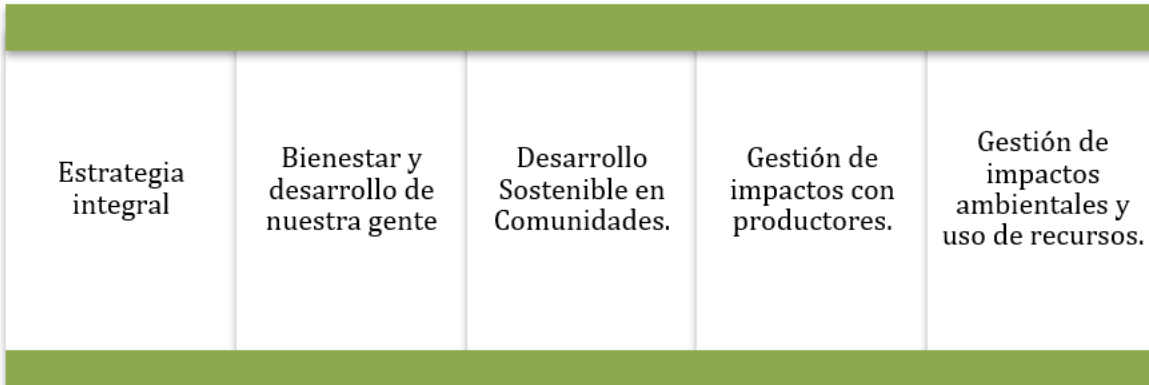 Estrategia
integral
Bienestar y
desarrollo de
nuestra gente
Desarrollo
Sostenible en
Comunidades.
Gestión de
impactos con
productores.
Gestión de
impactos
ambientales y
uso de recursos.